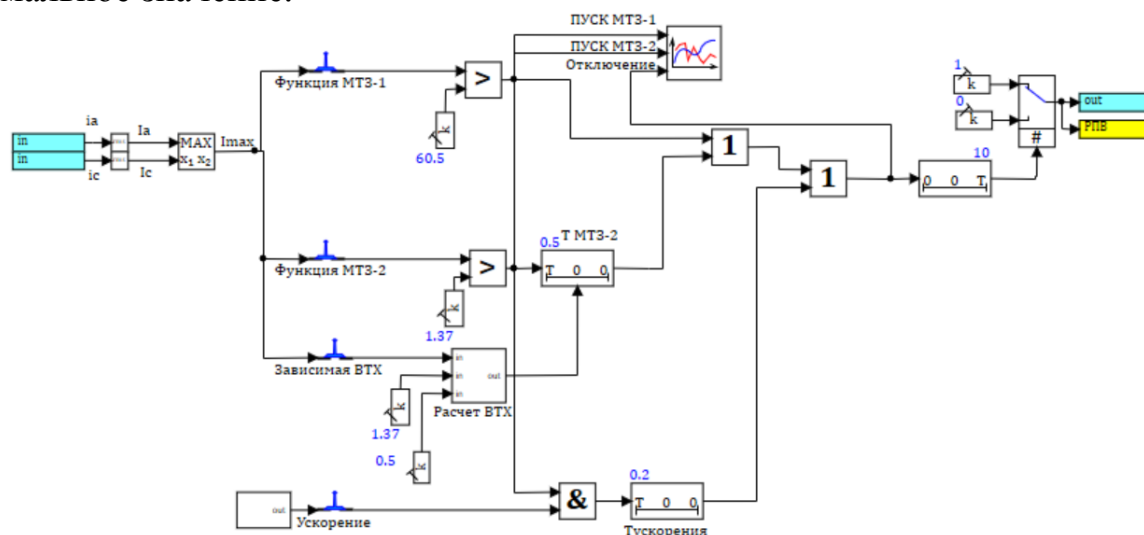 ПУСК МТЗ-1
ПУСК МТЗ-2
Отключение
Функция МТЗ-1
>
k
60.5
in
in
ia
ic
Ia
Ic
MAX
x₁ x₂
Imax
1
1
10
0 0 T
1
k
0
k
#
out
РПВ
Функция МТЗ-2
>
k
1.37
0.5
Т МТЗ-2
T 0 0
Зависимая ВТХ
in
in
in
out
Расчет ВТХ
k
1.37
0.5
k
out
Ускорение
&
0.2
T 0 0
Tускорения